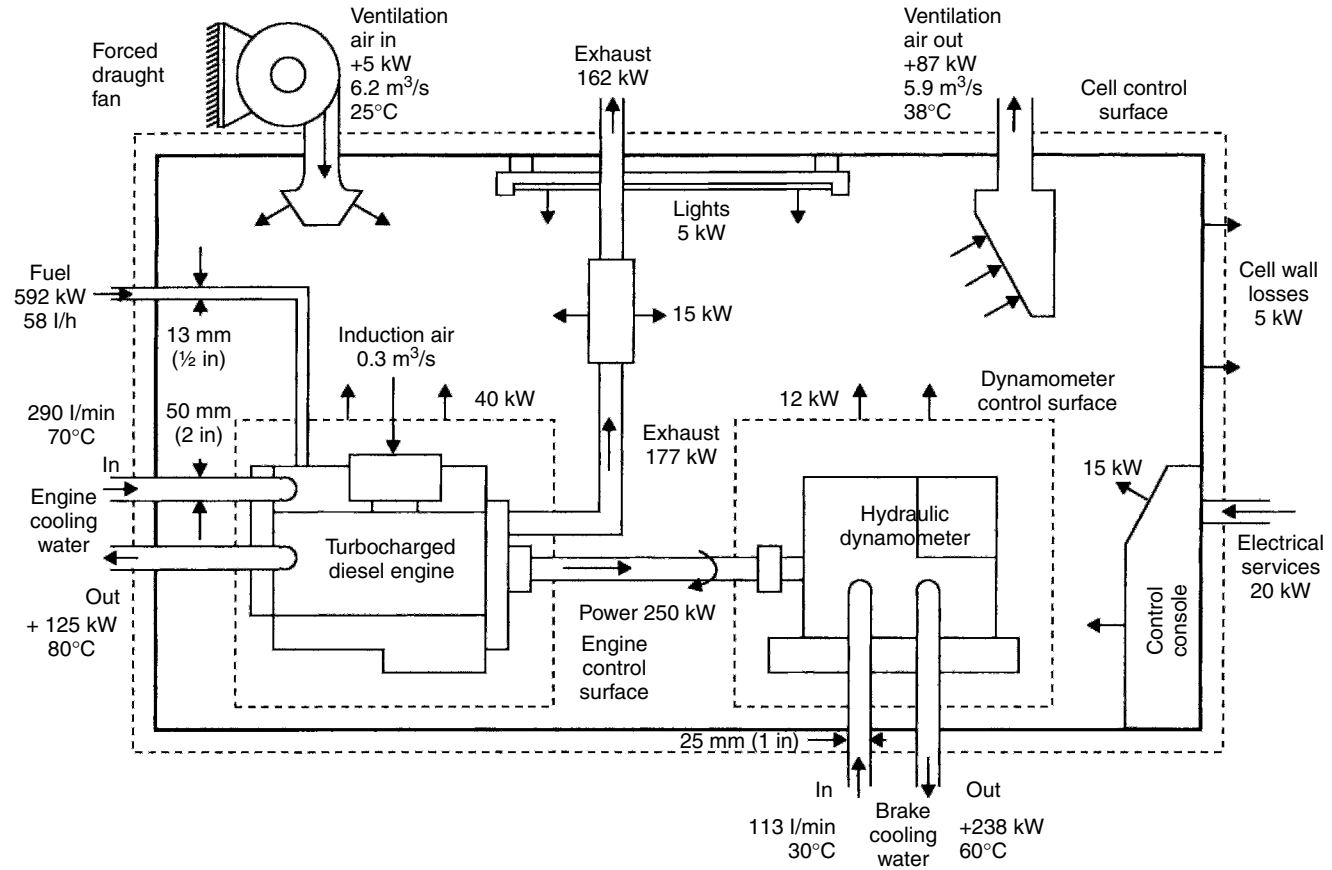 Forced
draught
fan
Ventilation
air in
+5 kW
6.2 m³/s
25°C
Exhaust
162 kW
Ventilation
air out
+87 kW
5.9 m³/s
38°C
Cell control
surface
Lights
5 kW
Fuel
592 kW
58 l/h
13 mm
(½ in)
Induction air
0.3 m³/s
15 kW
Cell wall
losses
5 kW
290 l/min
70°C
50 mm
(2 in)
40 kW
Exhaust
177 kW
12 kW
Dynamometer
control surface
In
Engine
cooling
water
Out
+ 125 kW
80°C
Turbocharged
diesel engine
Power 250 kW
Engine
control
surface
Hydraulic
dynamometer
15 kW
Control
console
Electrical
services
20 kW
25 mm (1 in)
In
113 l/min
30°C
Brake
cooling
water
Out
+238 kW
60°C